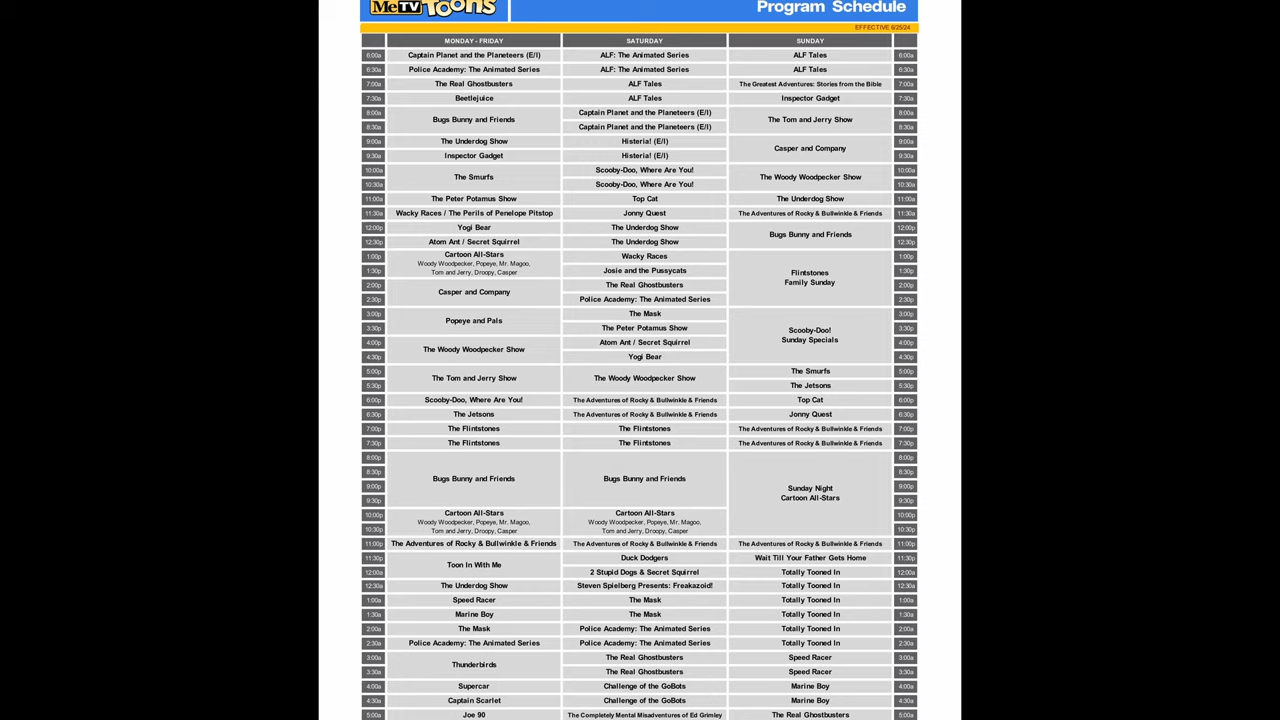 MeTV TOONS
Program Schedule
EFFECTIVE 6/25/24
MONDAY - FRIDAY SATURDAY SUNDAY
6:00a Captain Planet and the Planeteers (E/I) ALF: The Animated Series ALF Tales 6:00a
6:30a Police Academy: The Animated Series ALF: The Animated Series ALF Tales 6:30a
7:00a The Real Ghostbusters ALF Tales The Greatest Adventures: Stories from the Bible 7:00a
7:30a Beetlejuice ALF Tales Inspector Gadget 7:30a
8:00a Captain Planet and the Planeteers (E/I) 8:00a
Bugs Bunny and Friends The Tom and Jerry Show
8:30a Captain Planet and the Planeteers (E/I) 8:30a
9:00a The Underdog Show Histeria! (E/I) 9:00a
Casper and Company
9:30a Inspector Gadget Histeria! (E/I) 9:30a
10:00a Scooby-Doo, Where Are You! 10:00a
The Smurfs The Woody Woodpecker Show
10:30a Scooby-Doo, Where Are You! 10:30a
11:00a The Peter Potamus Show Top Cat The Underdog Show 11:00a
11:30a Wacky Races / The Perils of Penelope Pitstop Jonny Quest The Adventures of Rocky & Bullwinkle & Friends 11:30a
12:00p Yogi Bear The Underdog Show 12:00p
Bugs Bunny and Friends
12:30p Atom Ant / Secret Squirrel The Underdog Show 12:30p
Cartoon All-Stars
1:00p Wacky Races 1:00p
Woody Woodpecker, Popeye, Mr. Magoo,
1:30p Tom and Jerry, Droopy, Casper Josie and the Pussycats Flintstones 1:30p
Family Sunday
2:00p The Real Ghostbusters 2:00p
Casper and Company
2:30p Police Academy: The Animated Series 2:30p
3:00p The Mask 3:00p
Popeye and Pals
3:30p The Peter Potamus Show Scooby-Doo! 3:30p
Sunday Specials
4:00p Atom Ant / Secret Squirrel 4:00p
The Woody Woodpecker Show
4:30p Yogi Bear 4:30p
5:00p The Smurfs 5:00p
The Tom and Jerry Show The Woody Woodpecker Show
5:30p The Jetsons 5:30p
6:00p Scooby-Doo, Where Are You! The Adventures of Rocky & Bullwinkle & Friends Top Cat 6:00p
6:30p The Jetsons The Adventures of Rocky & Bullwinkle & Friends Jonny Quest 6:30p
7:00p The Flintstones The Flintstones The Adventures of Rocky & Bullwinkle & Friends 7:00p
7:30p The Flintstones The Flintstones The Adventures of Rocky & Bullwinkle & Friends 7:30p
8:00p 8:00p
8:30p 8:30p
Bugs Bunny and Friends Bugs Bunny and Friends
9:00p Sunday Night 9:00p
Cartoon All-Stars
9:30p 9:30p
10:00p Cartoon All-Stars Cartoon All-Stars 10:00p
Woody Woodpecker, Popeye, Mr. Magoo, Woody Woodpecker, Popeye, Mr. Magoo,
10:30p Tom and Jerry, Droopy, Casper Tom and Jerry, Droopy, Casper 10:30p
11:00p The Adventures of Rocky & Bullwinkle & Friends The Adventures of Rocky & Bullwinkle & Friends The Adventures of Rocky & Bullwinkle & Friends 11:00p
11:30p Duck Dodgers Wait Till Your Father Gets Home 11:30p
Toon In With Me
12:00a 2 Stupid Dogs & Secret Squirrel Totally Tooned In 12:00a
12:30a The Underdog Show Steven Spielberg Presents: Freakazoid! Totally Tooned In 12:30a
1:00a Speed Racer The Mask Totally Tooned In 1:00a
1:30a Marine Boy The Mask Totally Tooned In 1:30a
2:00a The Mask Police Academy: The Animated Series Totally Tooned In 2:00a
2:30a Police Academy: The Animated Series Police Academy: The Animated Series Totally Tooned In 2:30a
3:00a The Real Ghostbusters Speed Racer 3:00a
Thunderbirds
3:30a The Real Ghostbusters Speed Racer 3:30a
4:00a Supercar Challenge of the GoBots Marine Boy 4:00a
4:30a Captain Scarlet Challenge of the GoBots Marine Boy 4:30a
5:00a Joe 90 The Completely Mental Misadventures of Ed Grimley The Real Ghostbusters 5:00a